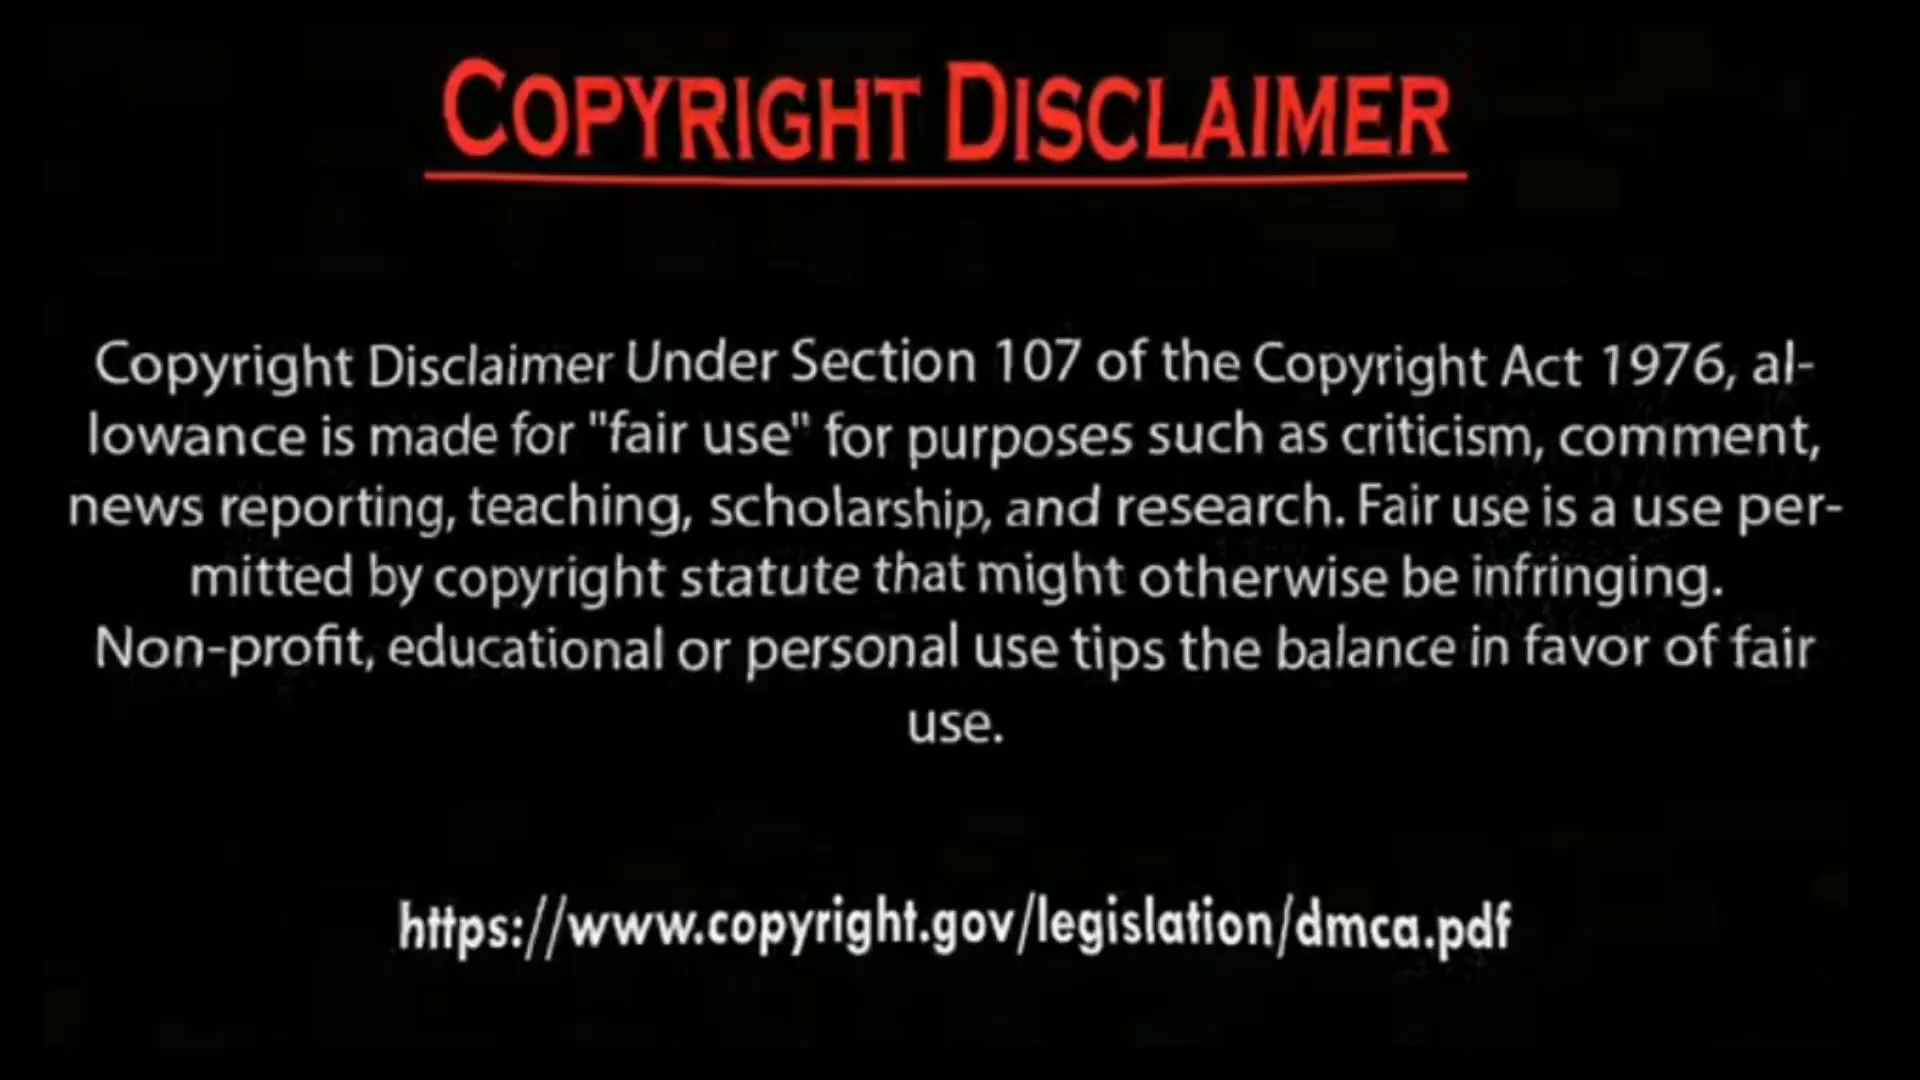 COPYRIGHT DISCLAIMER
Copyright Disclaimer Under Section 107 of the Copyright Act 1976, al-
lowance is made for "fair use" for purposes such as criticism, comment,
news reporting, teaching, scholarship, and research. Fair use is a use per-
mitted by copyright statute that might otherwise be infringing.
Non-profit, educational or personal use tips the balance in favor of fair
use.
https://www.copyright.gov/legislation/dmca.pdf